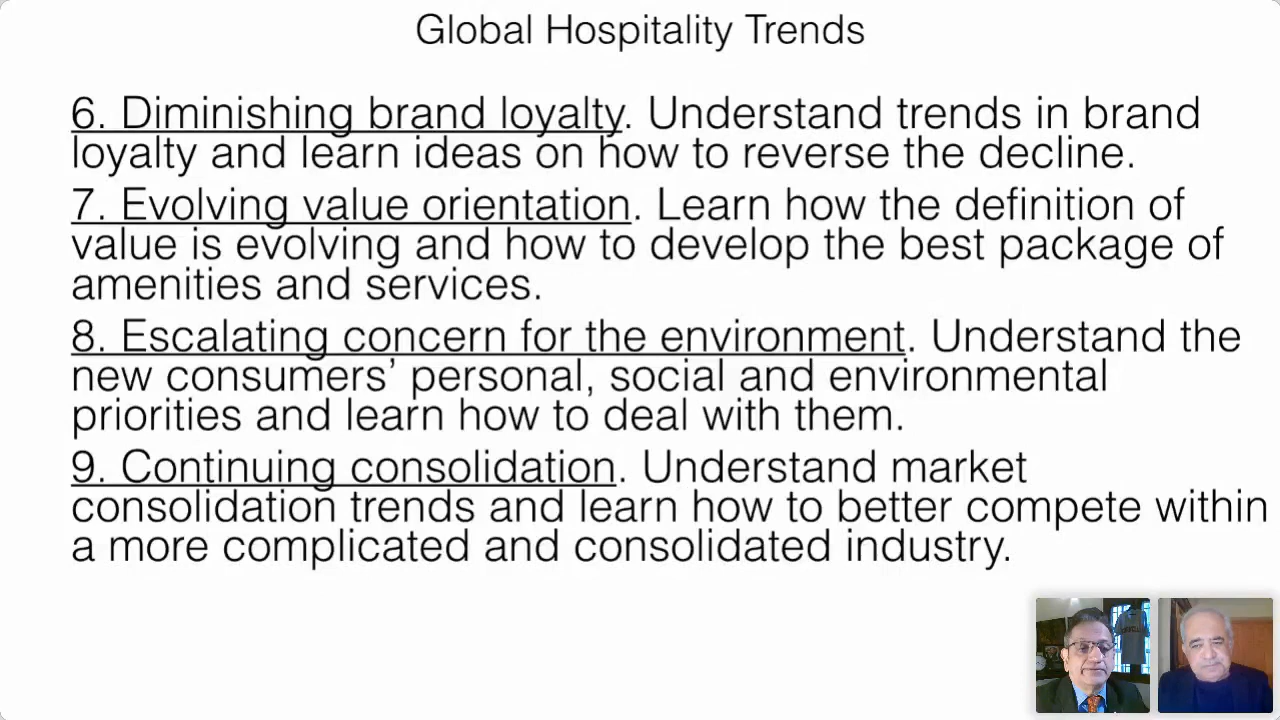 Global Hospitality Trends
6. Diminishing brand loyalty. Understand trends in brand
loyalty and learn ideas on how to reverse the decline.
7. Evolving value orientation. Learn how the definition of
value is evolving and how to develop the best package of
amenities and services.
8. Escalating concern for the environment. Understand the
new consumers’ personal, social and environmental
priorities and learn how to deal with them.
9. Continuing consolidation. Understand market
consolidation trends and learn how to better compete within
a more complicated and consolidated industry.